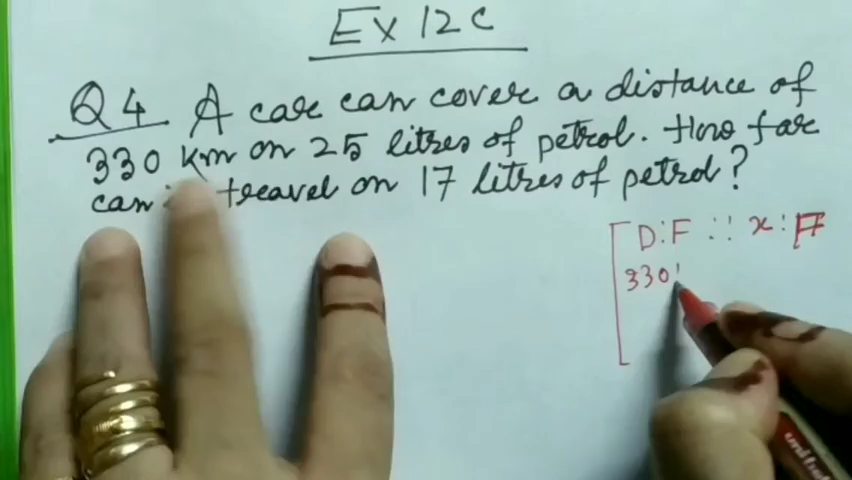 Ex 12c
Q4 A car can cover a distance of
330 km on 25 litres of petrol. How far
can travel on 17 litres of petrol?
D:F :: x:F
330: